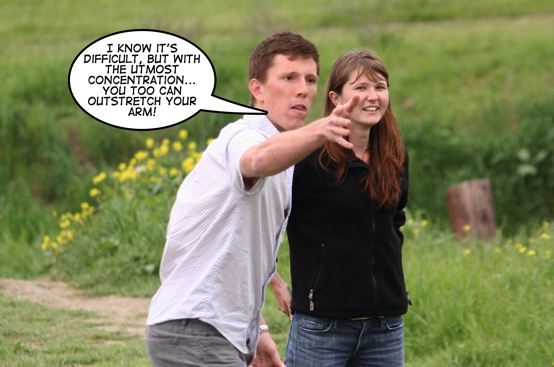 I KNOW IT'S
DIFFICULT, BUT WITH
THE UTMOST
CONCENTRATION...
YOU TOO CAN
OUTSTRETCH YOUR
ARM!